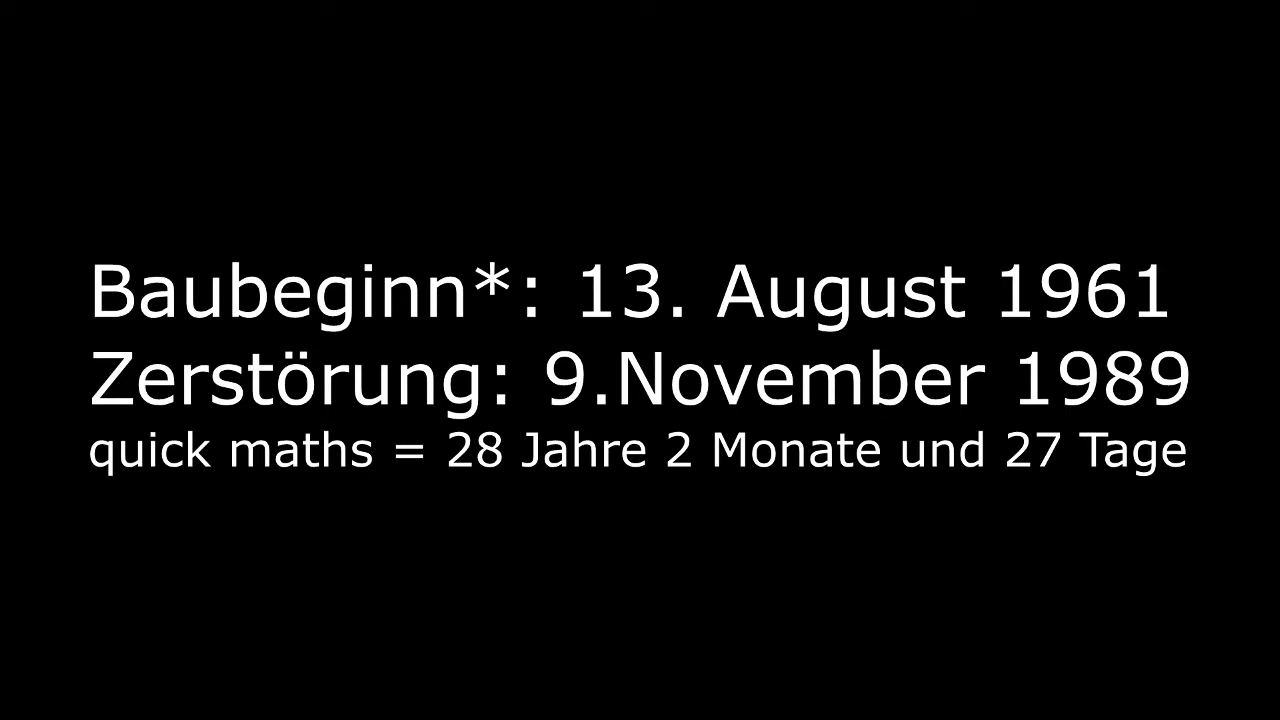 Baubeginn*: 13. August 1961
Zerstörung: 9.November 1989
quick maths = 28 Jahre 2 Monate und 27 Tage